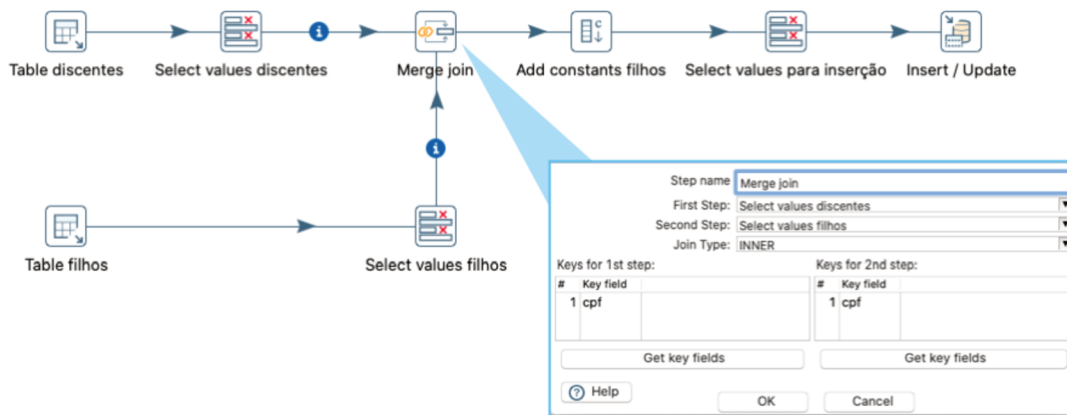 Table discentes
Select values discentes
Merge join
Add constants filhos
Select values para inserção
Insert / Update
Table filhos
Select values filhos
Step name Merge join
First Step: Select values discentes
Second Step: Select values filhos
Join Type: INNER
Keys for 1st step:
Keys for 2nd step:
# Key field
1 cpf
# Key field
1 cpf
Get key fields
Get key fields
? Help
OK
Cancel